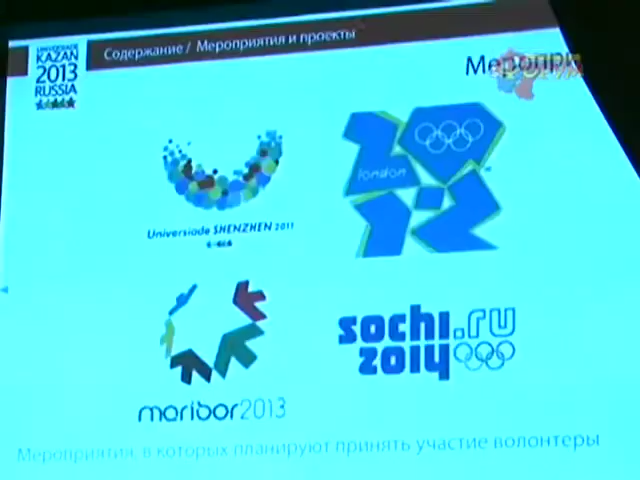 UNIVERSIADE
KAZAN
2013
RUSSIA
Содержание / Мероприятия и проекты
Universiade SHENZHEN 2011
london
sochi.ru
2014
maribor2013
Мероприятия, в которых планируют принять участие волонтеры